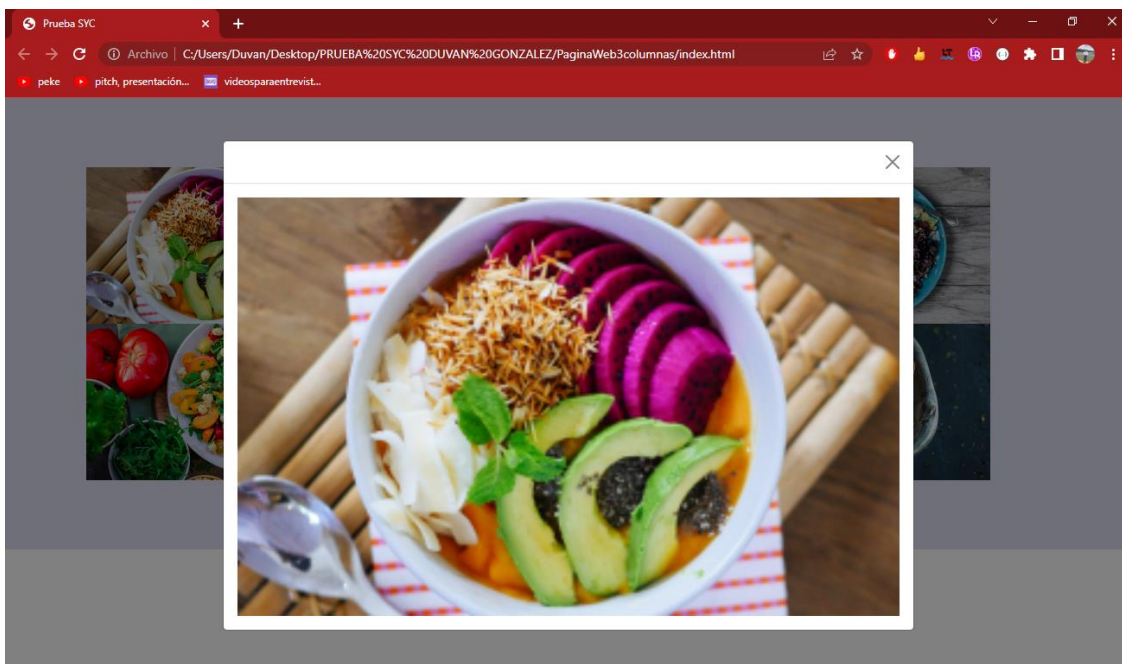 Prueba SYC
Archivo | C:/Users/Duvan/Desktop/PRUEBA%20SYC%20DUVAN%20GONZALEZ/PaginaWeb3columnas/index.html
peke pitch, presentación... videosparaentrevist...